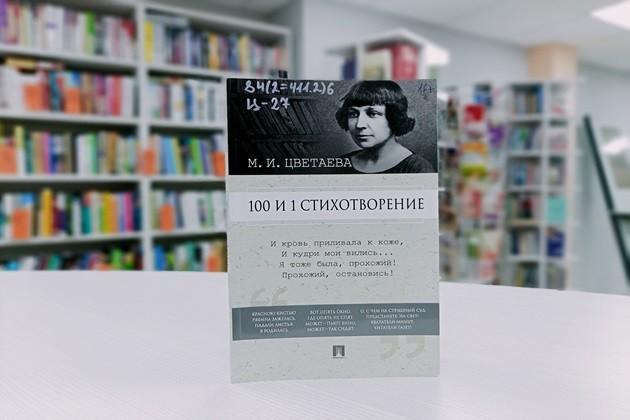 84(2=411.2)6
Ц-27
16+
М. И. ЦВЕТАЕВА
100 И 1 СТИХОТВОРЕНИЕ
И кровь приливала к коже,
И кудри мои вились...
Я тоже была, прохожий!
Прохожий, остановись!
КРАСНОЮ КИСТЬЮ
РЯБИНА ЗАЖГЛАСЬ.
ПАДАЛИ ЛИСТЬЯ.
Я РОДИЛАСЬ.
ВОТ ОПЯТЬ ОКНО,
ГДЕ ОПЯТЬ НЕ СПЯТ.
МОЖЕТ – ПЬЮТ ВИНО,
МОЖЕТ – ТАК СИДЯТ.
О, С ЧЕМ НА СТРАШНЫЙ СУД
ПРЕДСТАНЕТЕ: НА СВЕТ!
ХВАТАТЕЛИ МИНУТ,
ЧИТАТЕЛИ ГАЗЕТ!